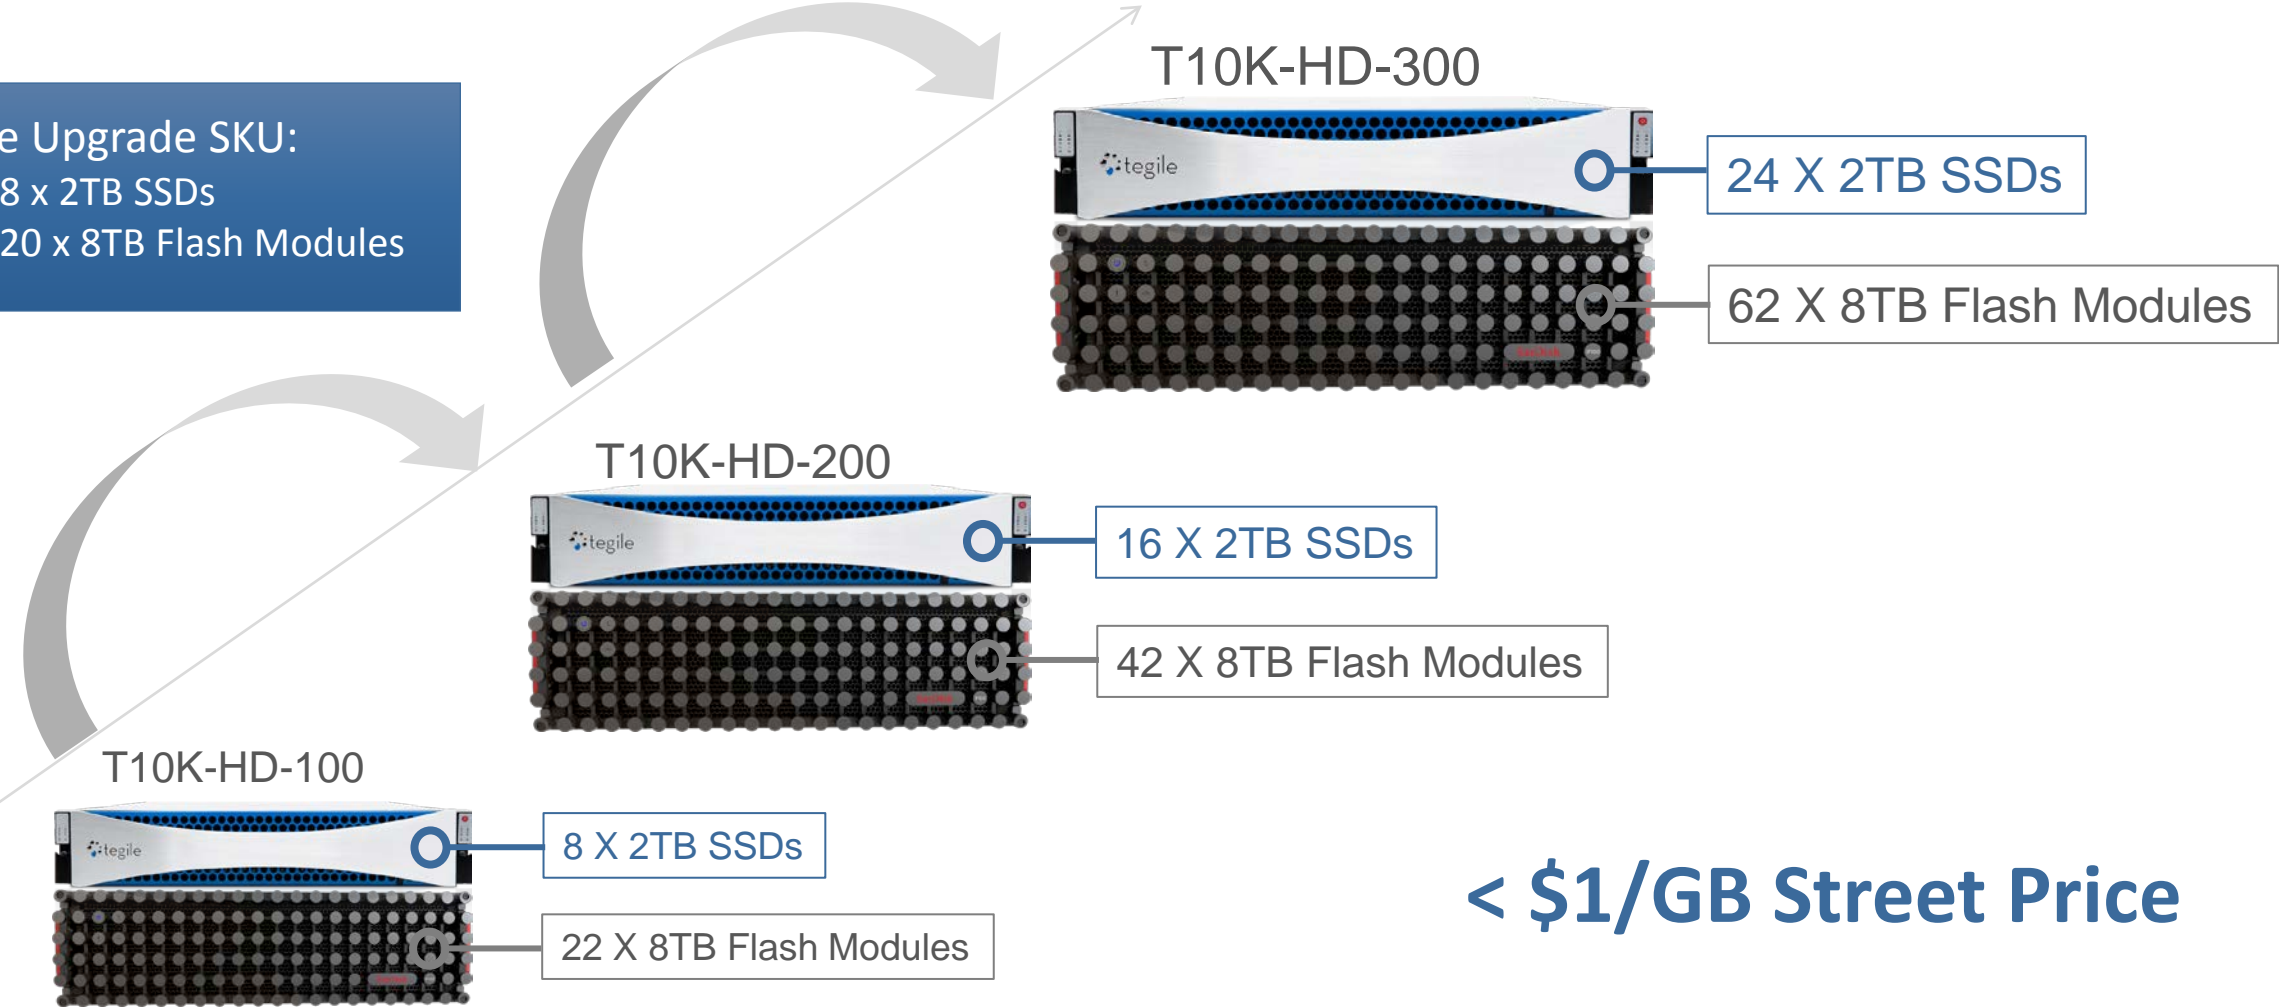 e Upgrade SKU:
8 x 2TB SSDs
20 x 8TB Flash Modules
T10K-HD-300
tegile
24 X 2TB SSDs
62 X 8TB Flash Modules
SanDisk
T10K-HD-200
tegile
16 X 2TB SSDs
42 X 8TB Flash Modules
SanDisk
T10K-HD-100
tegile
8 X 2TB SSDs
22 X 8TB Flash Modules
< $1/GB Street Price